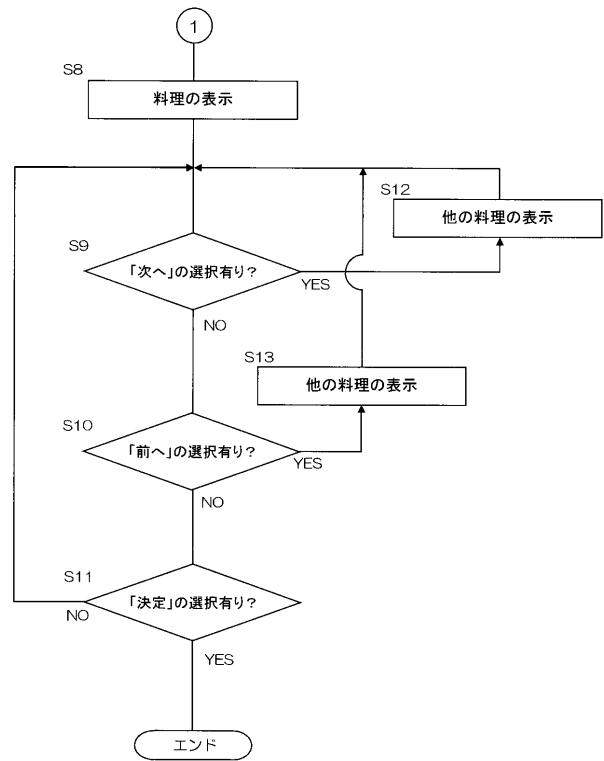 1
S8
料理の表示
S12
他の料理の表示
S9
「次へ」の選択有り?
YES
NO
S13
他の料理の表示
S10
「前へ」の選択有り?
YES
NO
S11
「決定」の選択有り?
NO
YES
エンド